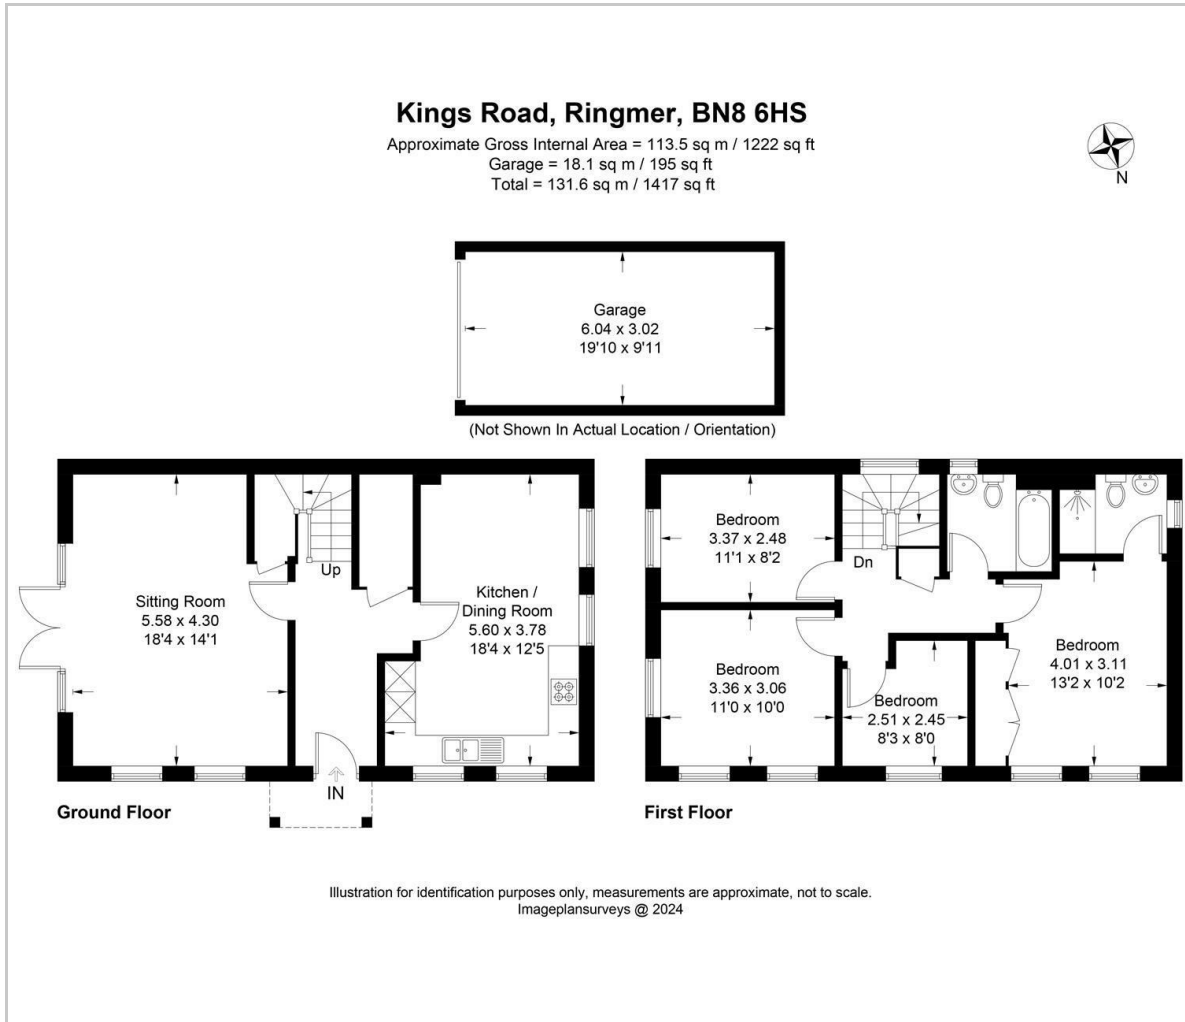 Kings Road, Ringmer, BN8 6HS
Approximate Gross Internal Area = 113.5 sq m / 1222 sq ft
Garage = 18.1 sq m / 195 sq ft
Total = 131.6 sq m / 1417 sq ft
N
Garage
6.04 x 3.02
19'10 x 9'11
(Not Shown In Actual Location / Orientation)
Sitting Room
5.58 x 4.30
18'4 x 14'1
Up
Kitchen /
Dining Room
5.60 x 3.78
18'4 x 12'5
IN
Ground Floor
Bedroom
3.37 x 2.48
11'1 x 8'2
Dn
Bedroom
3.36 x 3.06
11'0 x 10'0
Bedroom
2.51 x 2.45
8'3 x 8'0
Bedroom
4.01 x 3.11
13'2 x 10'2
First Floor
Illustration for identification purposes only, measurements are approximate, not to scale.
Imageplansurveys @ 2024